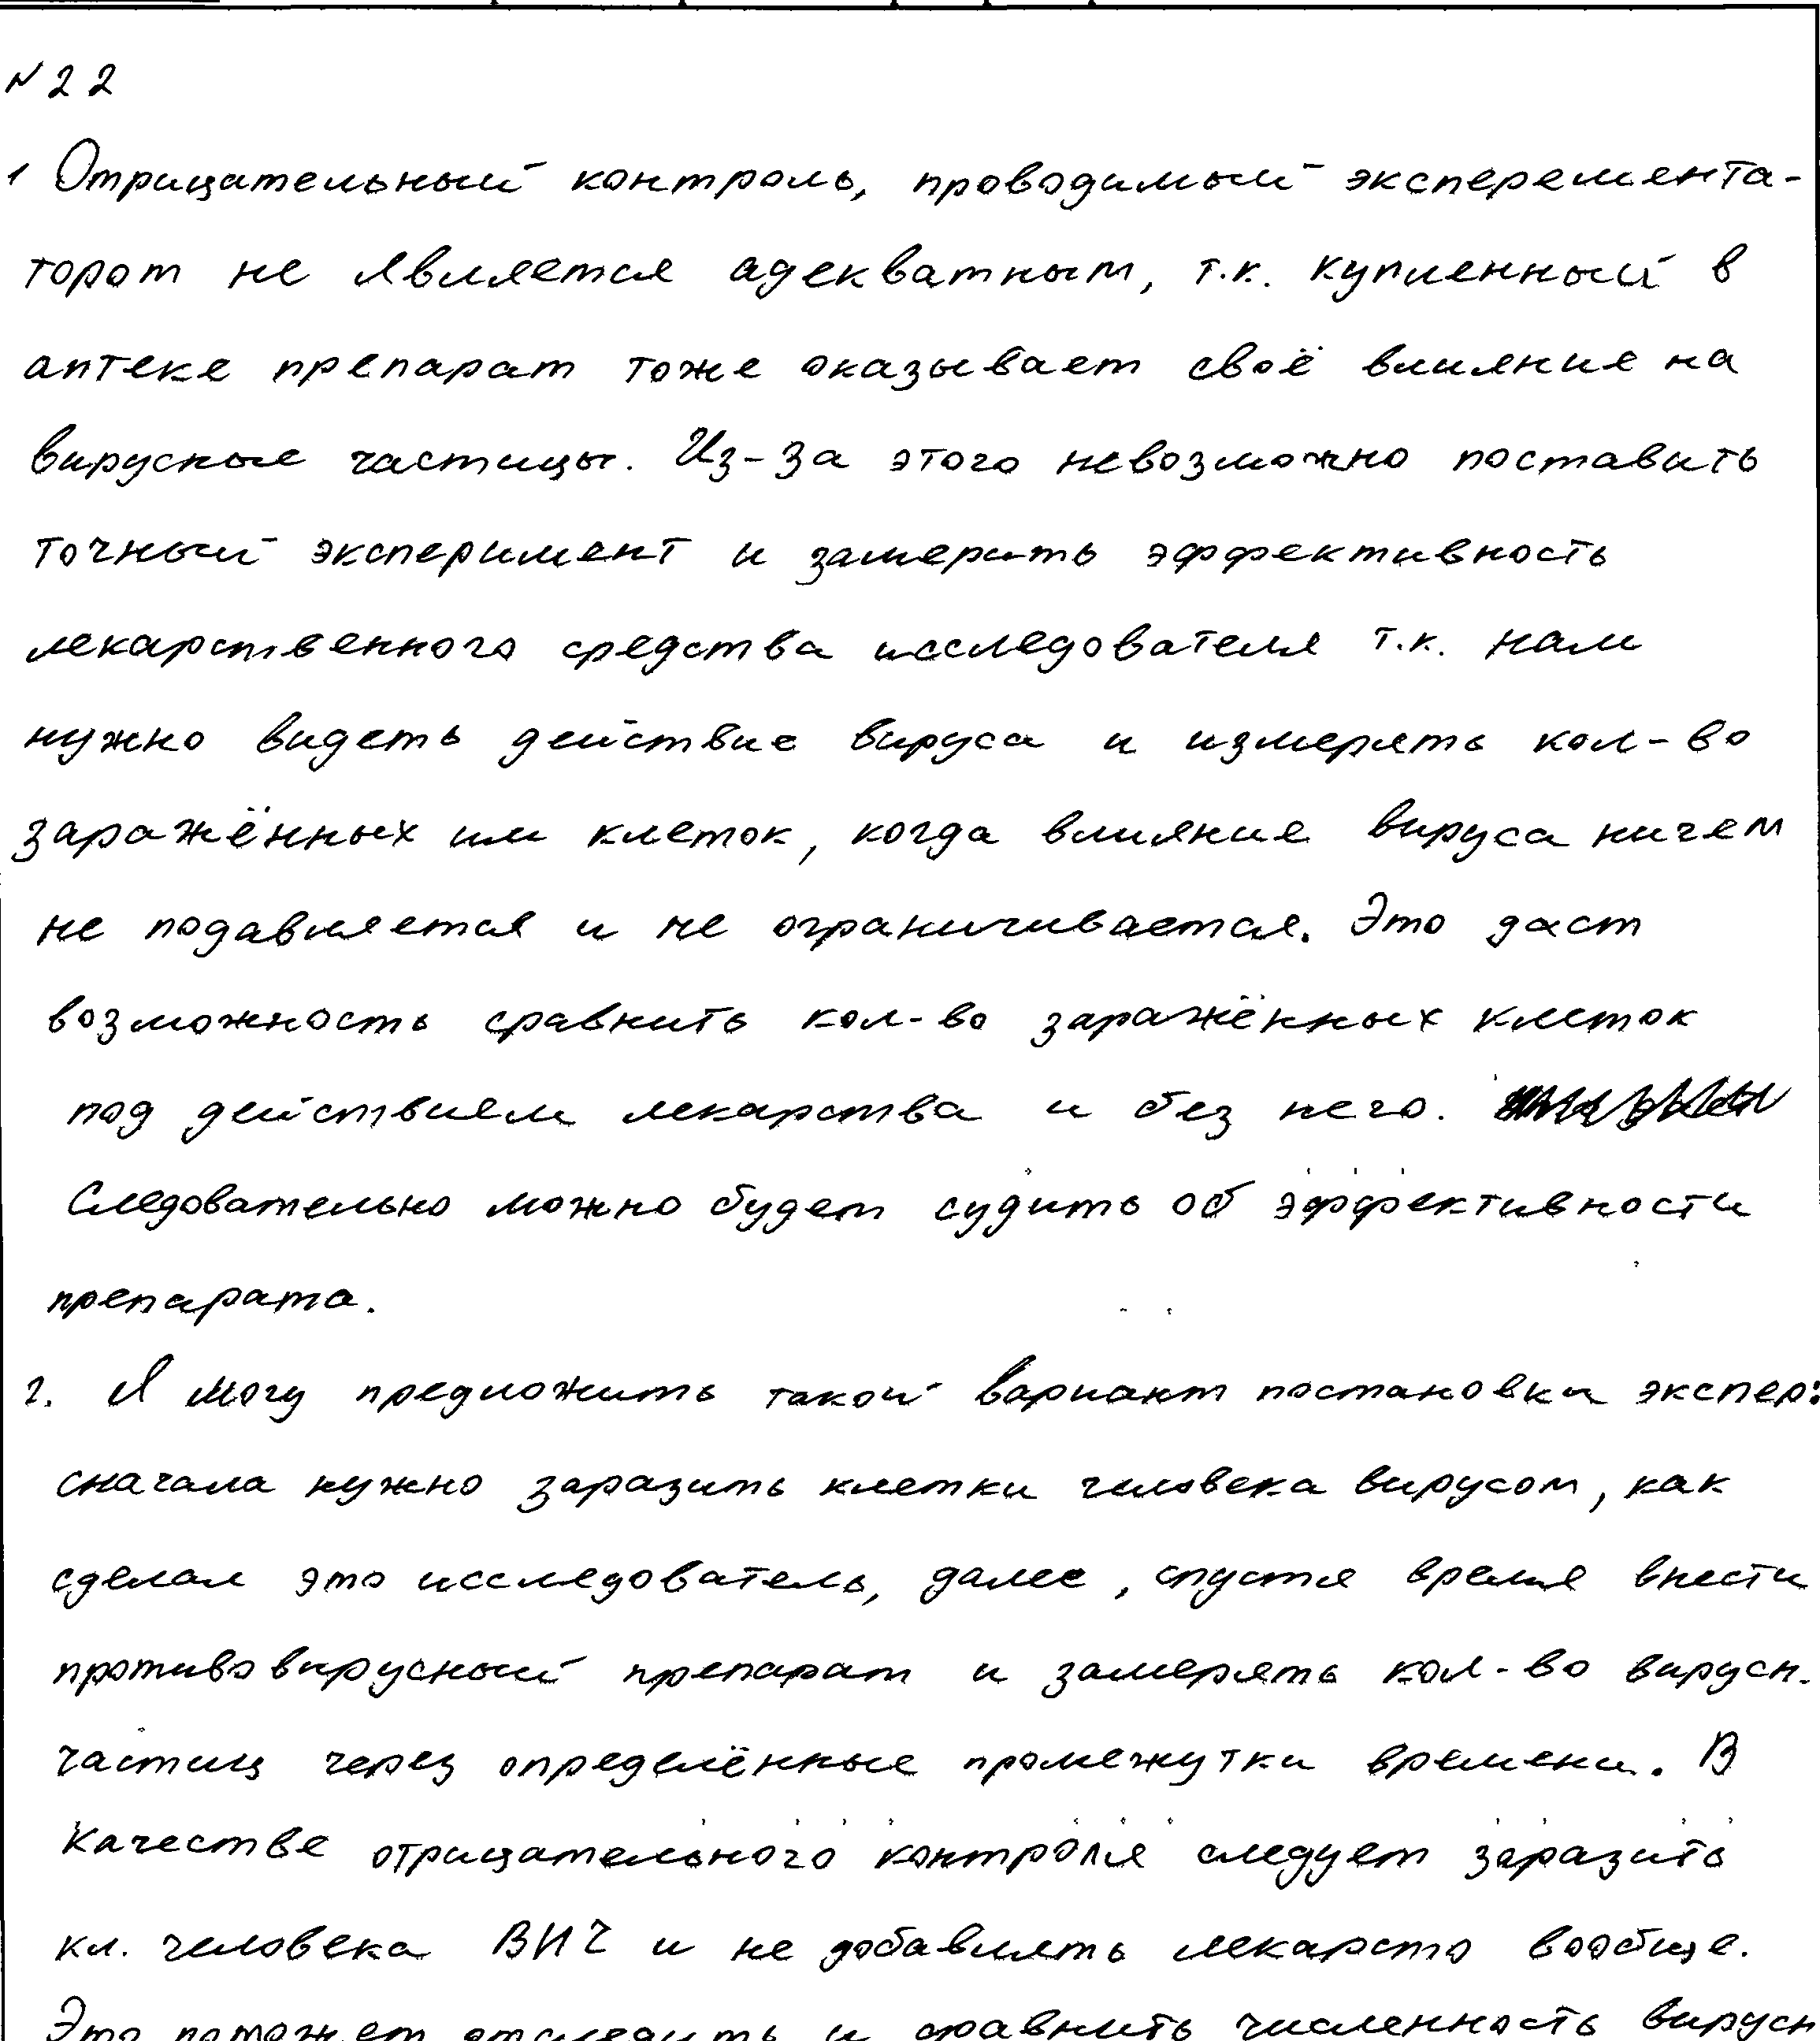 № 22
1 Отрицательный контроль, проводимый эксперемента-
торот не является адекватным, т.к. купленный в
аптеке препарат тоже оказывает своё влияние на
вирусные частицы. Из-за этого невозможно поставить
точный эксперимент и замерить эффективность
лекарственного средства исследователя т.к. нам
нужно видеть действие вируса и измерять кол-во
заражённых им клеток, когда влияние вируса ничем
не подавляется и не ограничивается. Это даст
возможность сравнить кол-во заражённых клеток
под действием лекарства и без него.
Следовательно можно будет судить об эффективности
препарата.
2. Я могу предложить такой вариант постановки экспер:
сначала нужно заразить клетки человека вирусом, как
сделал это исследователь, далее, спустя время внести
противовирусный препарат и замерять кол-во вирусн.
частиц через определённые промежутки времени. В
качестве отрицательного контроля следует заразить
кл. человека ВИЧ и не добавлять лекарсто вообще.
Это поможет отследить и сравнить численность вирусн